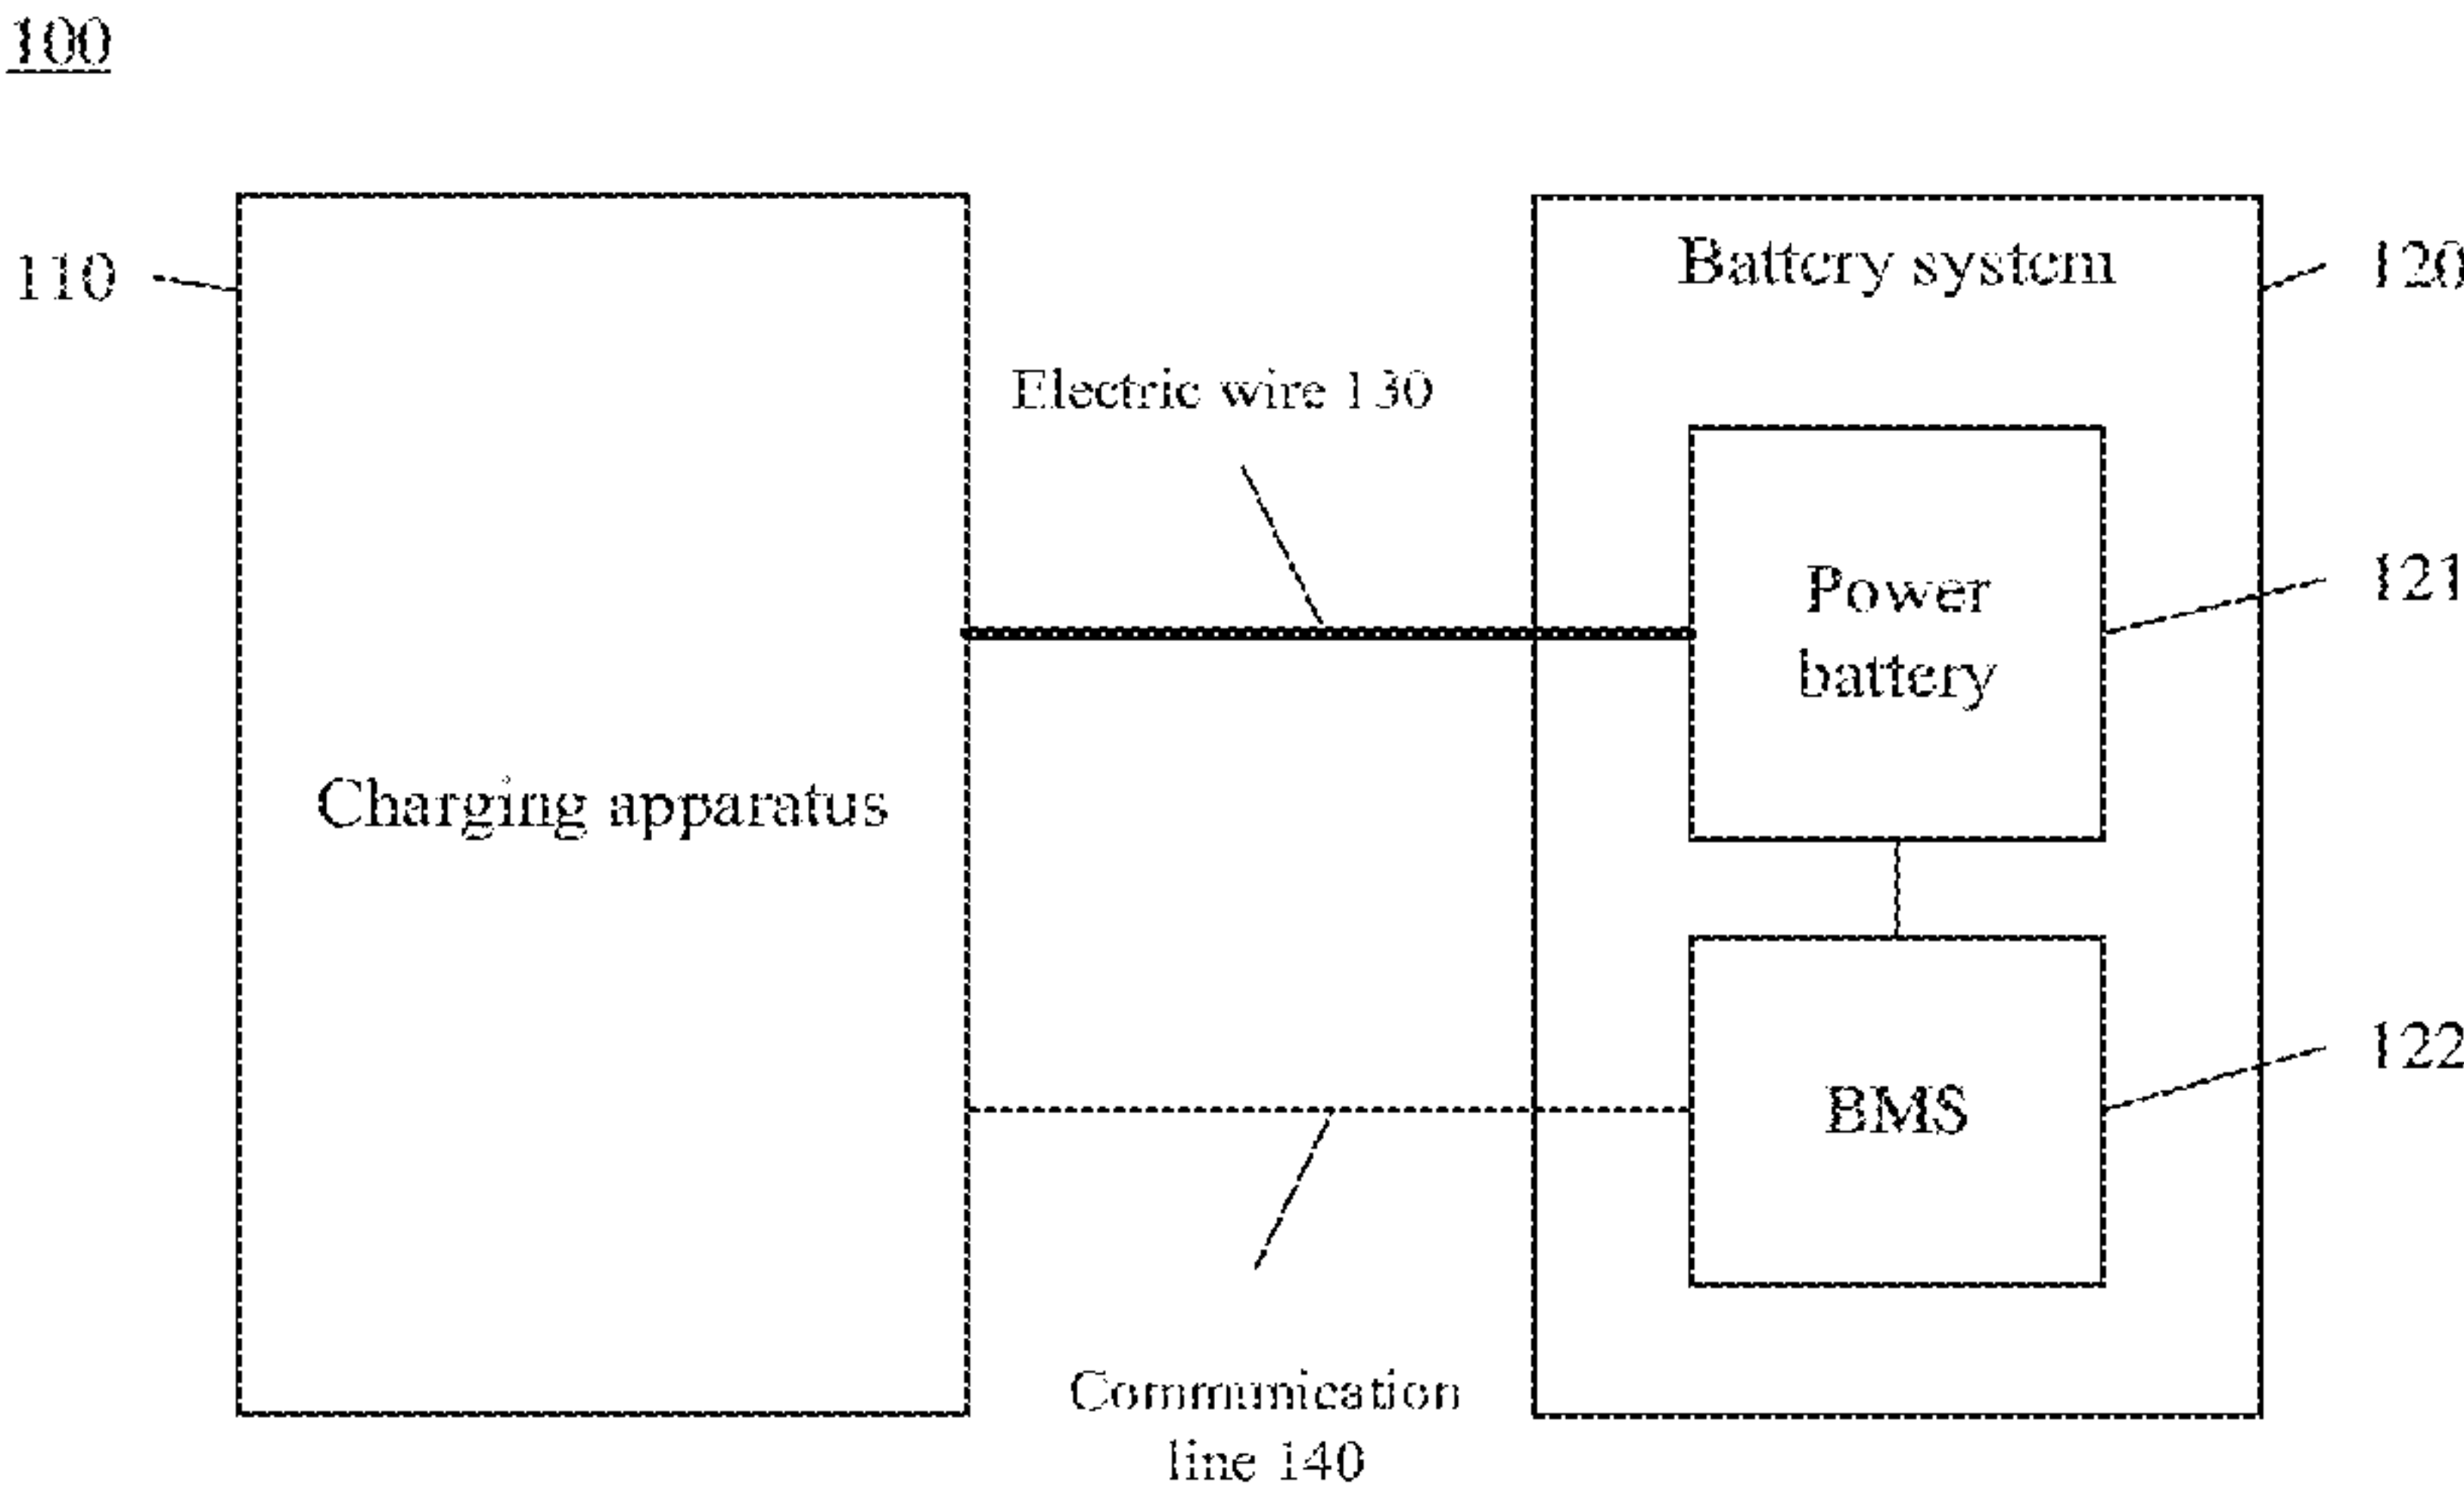 100
110
Battery system
120
Electric wire 130
Power
battery
121
Charging apparatus
BMS
122
Communication
line 140